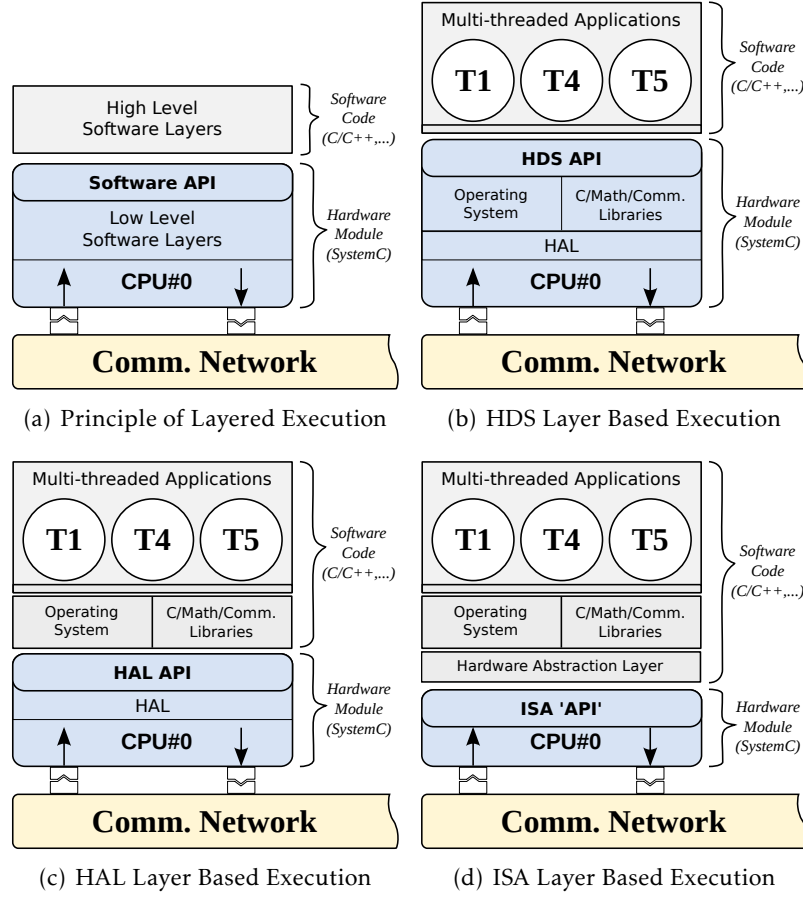 High Level
Software Layers
Software
Code
(C/C++,...)
Software API
Low Level
Software Layers
CPU#0
Hardware
Module
(SystemC)
Comm. Network
(a) Principle of Layered Execution
Multi-threaded Applications
T1 T4 T5
Software
Code
(C/C++,...)
HDS API
Operating
System
C/Math/Comm.
Libraries
HAL
CPU#0
Hardware
Module
(SystemC)
Comm. Network
(b) HDS Layer Based Execution
Multi-threaded Applications
T1 T4 T5
Software
Code
(C/C++,...)
Operating
System
C/Math/Comm.
Libraries
HAL API
HAL
CPU#0
Hardware
Module
(SystemC)
Comm. Network
(c) HAL Layer Based Execution
Multi-threaded Applications
T1 T4 T5
Software
Code
(C/C++,...)
Operating
System
C/Math/Comm.
Libraries
Hardware Abstraction Layer
ISA 'API'
CPU#0
Hardware
Module
(SystemC)
Comm. Network
(d) ISA Layer Based Execution